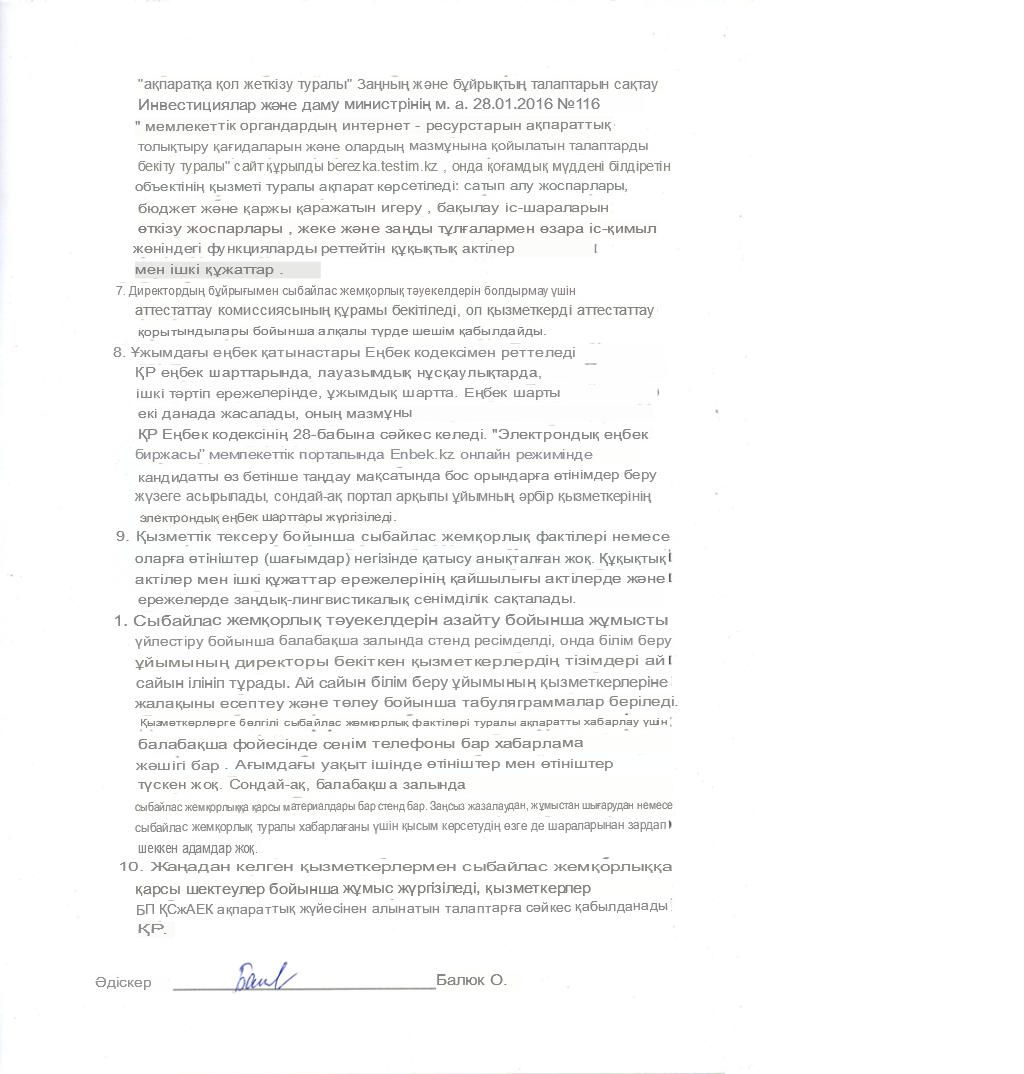 "ақпаратқа қол жеткізу туралы" Заңның және бұйрықтың талаптарын сақтау
Инвестициялар және даму министрінің м. а. 28.01.2016 №116
" мемлекеттік органдардың интернет - ресурстарын ақпараттық
толықтыру қағидаларын және олардың мазмұнына қойылатын талаптарды
бекіту туралы" сайт құрылды berezka.testim.kz , онда қоғамдық мүддені білдіретін
объектінің қызметі туралы ақпарат көрсетіледі: сатып алу жоспарлары,
бюджет және қаржы қаражатын игеру , бақылау іс-шараларын
өткізу жоспарлары , жеке және заңды тұлғалармен өзара іс-қимыл
жөніндегі функцияларды реттейтін құқықтық актілер
мен ішкі құжаттар .
7. Директордың бұйрығымен сыбайлас жемқорлық тәуекелдерін болдырмау үшін
аттестаттау комиссиясының құрамы бекітіледі, ол қызметкерді аттестаттау
қорытындылары бойынша алқалы түрде шешім қабылдайды.
8. Ұжымдағы еңбек қатынастары Еңбек кодексімен реттеледі
ҚР еңбек шарттарында, лауазымдық нұсқаулықтарда,
ішкі тәртіп ережелерінде, ұжымдық шартта. Еңбек шарты
екі данада жасалады, оның мазмұны
ҚР Еңбек кодексінің 28-бабына сәйкес келеді. "Электрондық еңбек
биржасы" мемлекеттік порталында Enbek.kz онлайн режимінде
кандидатты өз бетінше таңдау мақсатында бос орындарға өтінімдер беру
жүзеге асырылады, сондай-ақ портал арқылы ұйымның әрбір қызметкерінің
электрондық еңбек шарттары жүргізіледі.
9. Қызметтік тексеру бойынша сыбайлас жемқорлық фактілері немесе
оларға өтініштер (шағымдар) негізінде қатысу анықталған жоқ. Құқықтық
актілер мен ішкі құжаттар ережелерінің қайшылығы актілерде және
ережелерде заңдық-лингвистикалық сенімділік сақталады.
1. Сыбайлас жемқорлық тәуекелдерін азайту бойынша жұмысты
үйлестіру бойынша балабақша залында стенд ресімделді, онда білім беру
ұйымының директоры бекіткен қызметкерлердің тізімдері ай
сайын ілініп тұрады. Ай сайын білім беру ұйымының қызметкерлеріне
жалақыны есептеу және төлеу бойынша табуляграммалар беріледі.
Қызметкерлерге белгілі сыбайлас жемқорлық фактілері туралы ақпаратты хабарлау үшін
балабақша фойесінде сенім телефоны бар хабарлама
жәшігі бар . Ағымдағы уақыт ішінде өтініштер мен өтініштер
түскен жоқ. Сондай-ақ, балабақша залында
сыбайлас жемқорлыққа қарсы материалдары бар стенд бар. Заңсыз жазалаудан, жұмыстан шығарудан немесе
сыбайлас жемқорлық туралы хабарлағаны үшін қысым көрсетудің өзге де шараларынан зардап
шеккен адамдар жоқ.
10. Жаңадан келген қызметкерлермен сыбайлас жемқорлыққа
қарсы шектеулер бойынша жұмыс жүргізіледі, қызметкерлер
БП ҚСжАЕК ақпараттық жүйесінен алынатын талаптарға сәйкес қабылданады
ҚР.
Әдіскер Балюк О.